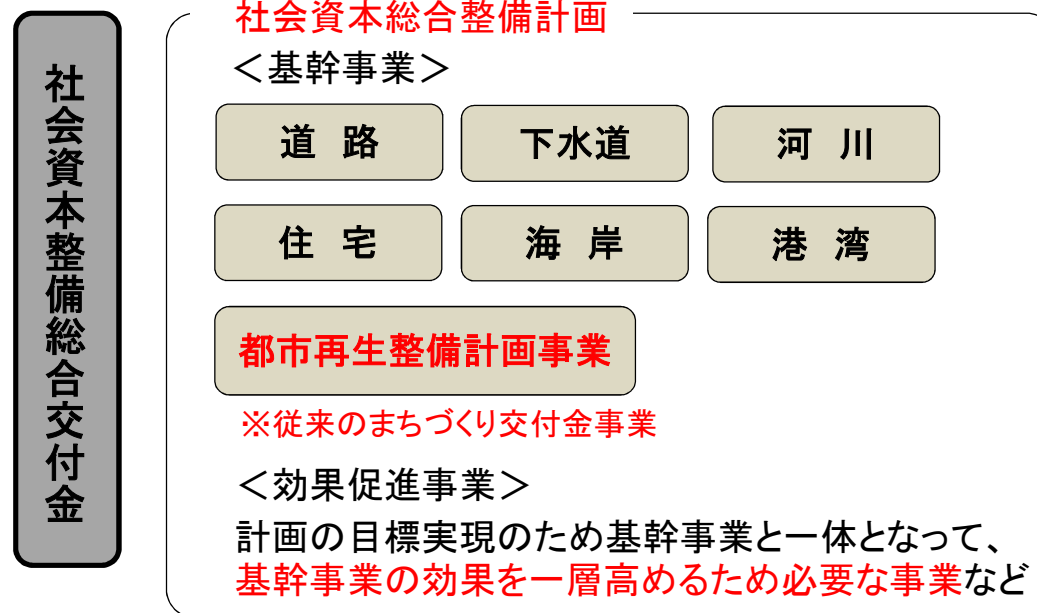 社会資本整備総合交付金
社会資本総合整備計画
＜基幹事業＞
道 路
下水道
河 川
住 宅
海 岸
港 湾
都市再生整備計画事業
※従来のまちづくり交付金事業
＜効果促進事業＞
計画の目標実現のため基幹事業と一体となって、
基幹事業の効果を一層高めるため必要な事業など